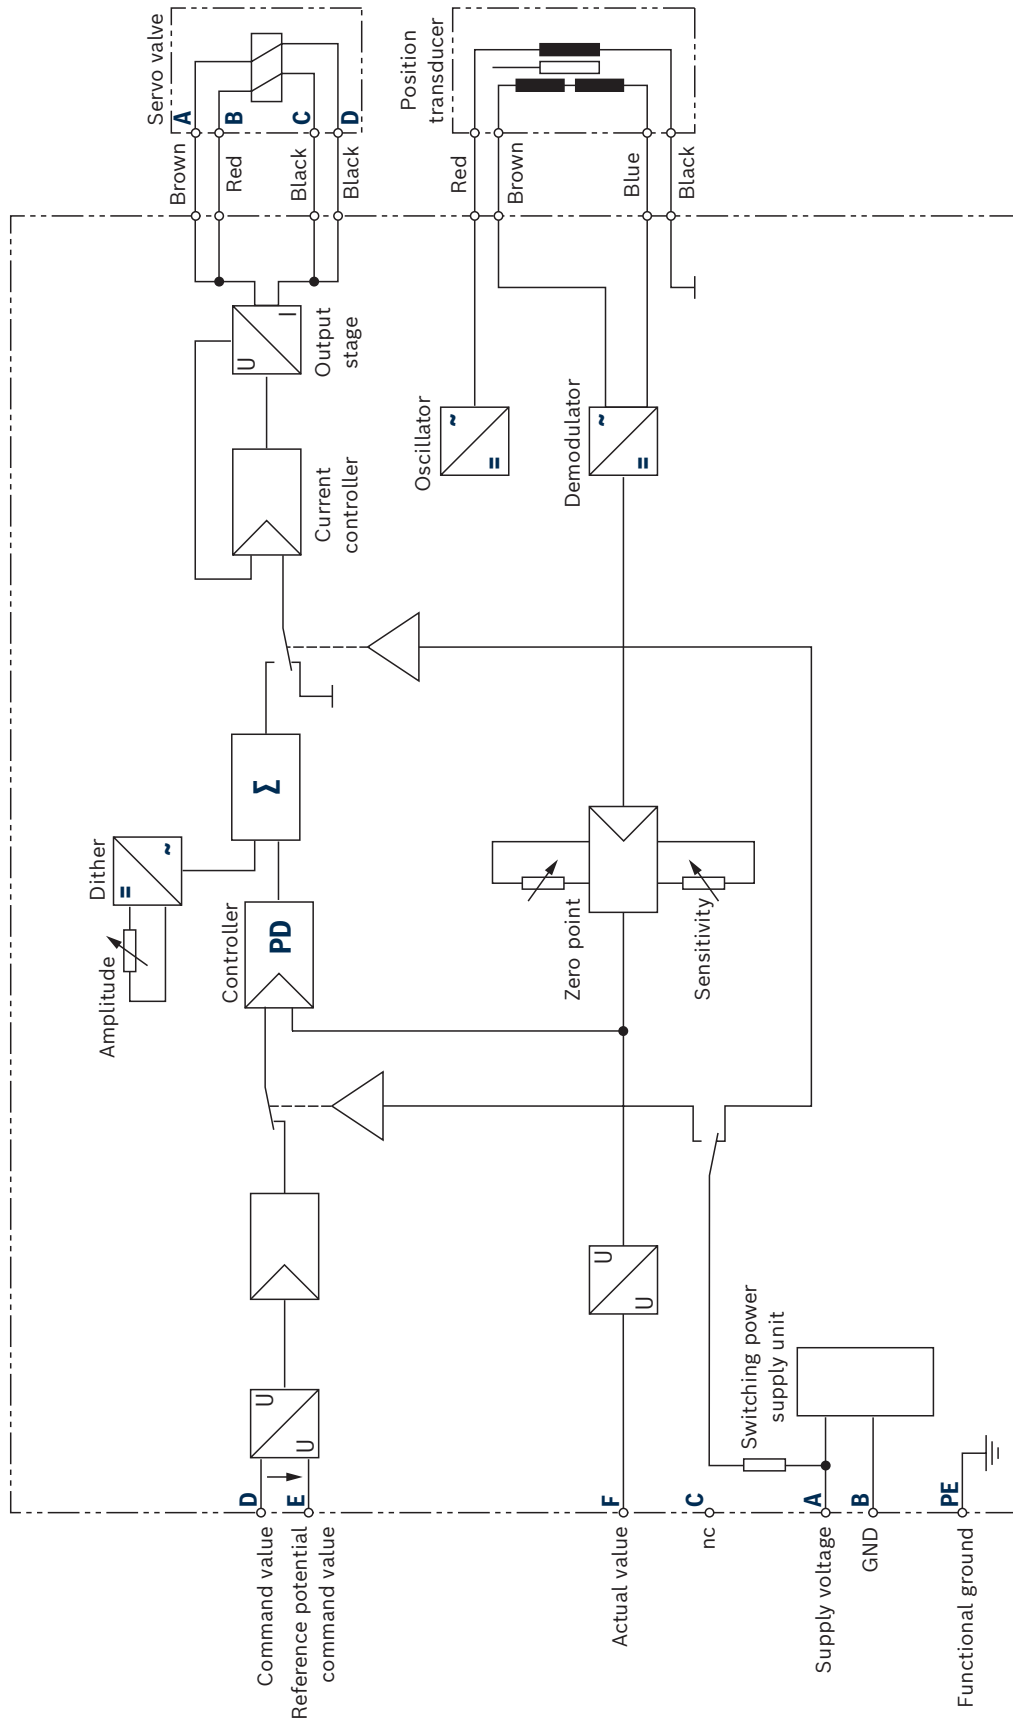 Servo valve
A
B
C
D
Brown
Red
Black
Black
Position
transducer
Red
Brown
Blue
Black
U
I
Output
stage
Current
controller
Oscillator
~
=
Demodulator
~
=
Σ
Dither
=
~
Amplitude
Controller
PD
Zero point
Sensitivity
U
U
U
U
Switching power
supply unit
D
E
F
C
A
B
PE
Command value
Reference potential
command value
Actual value
nc
Supply voltage
GND
Functional ground